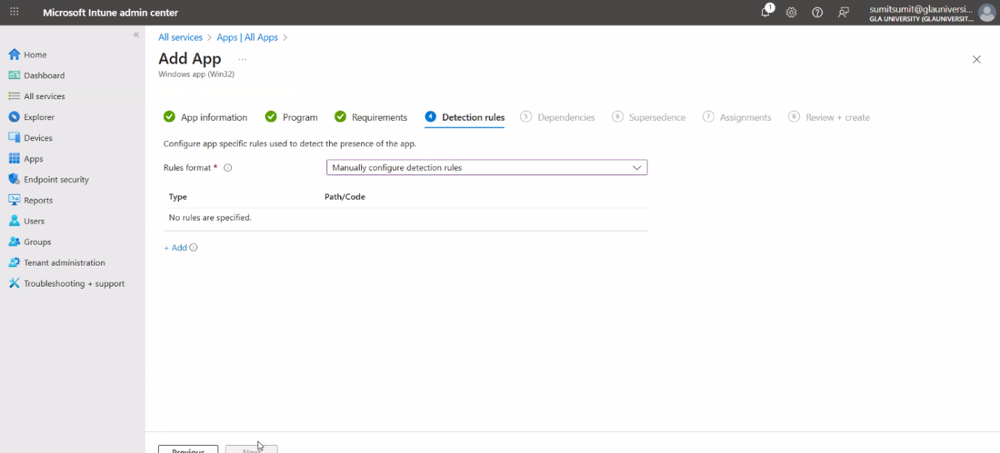 Microsoft Intune admin center
1
sumitsumit@glauniversi...
GLA UNIVERSITY (GLAUNIVERSIT...
«
Home
Dashboard
All services
Explorer
Devices
Apps
Endpoint security
Reports
Users
Groups
Tenant administration
Troubleshooting + support
All services > Apps | All Apps >
Add App ...
Windows app (Win32)
App information
Program
Requirements
4 Detection rules
5 Dependencies
6 Supersedence
7 Assignments
8 Review + create
Configure app specific rules used to detect the presence of the app.
Rules format *
Manually configure detection rules
Type Path/Code
No rules are specified.
+ Add
Previous Next